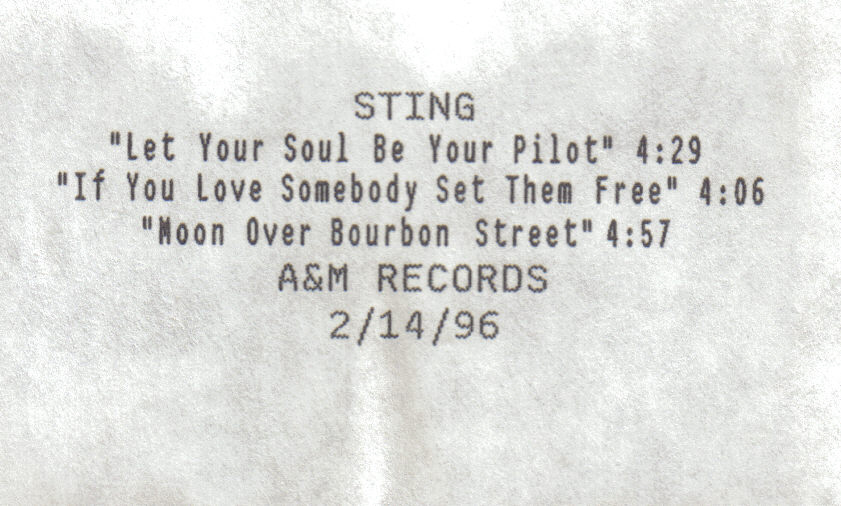 STING
"Let Your Soul Be Your Pilot" 4:29
"If You Love Somebody Set Them Free" 4:06
"Moon Over Bourbon Street" 4:57
A&M RECORDS
2/14/96